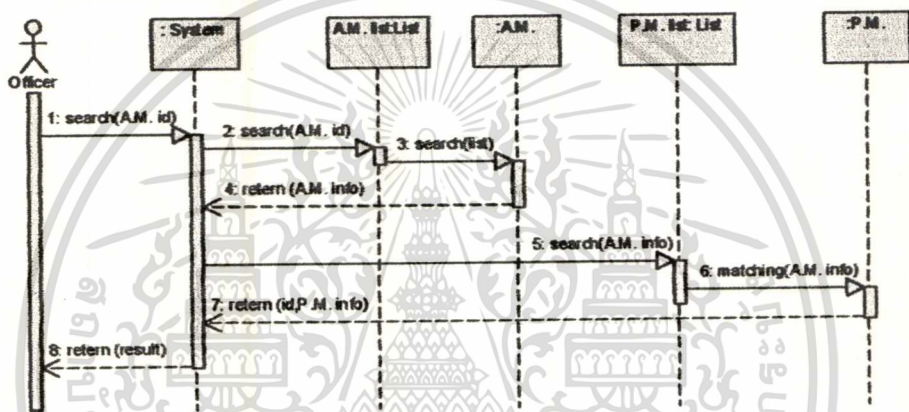 : System
A.M. list:List
:A.M.
P.M. list: List
:P.M.
Officer
1: search(A.M. id)
2: search(A.M. id)
3: search(list)
4: retern (A.M. info)
5: search(A.M. info)
6: matching(A.M. info)
7: retern (id,P.M. info)
8: retern (result)